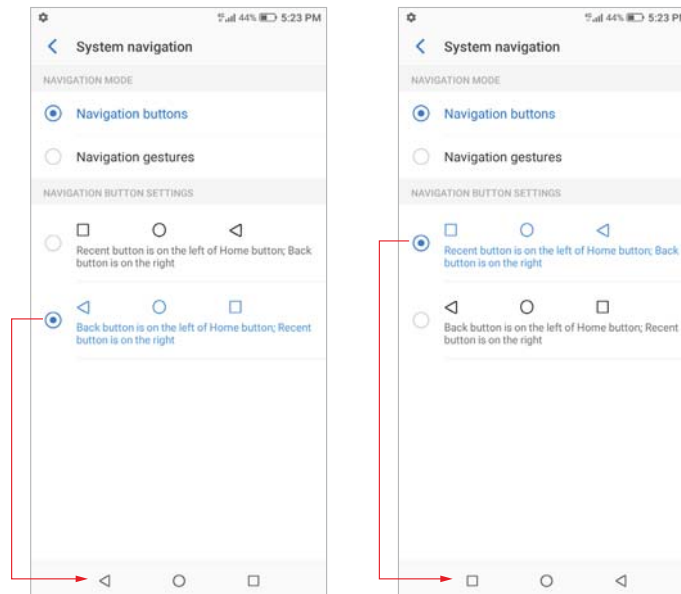 44% 5:23 PM
System navigation
NAVIGATION MODE
Navigation buttons
Navigation gestures
NAVIGATION BUTTON SETTINGS
Recent button is on the left of Home button; Back
button is on the right
Back button is on the left of Home button; Recent
button is on the right
44% 5:23 PM
System navigation
NAVIGATION MODE
Navigation buttons
Navigation gestures
NAVIGATION BUTTON SETTINGS
Recent button is on the left of Home button; Back
button is on the right
Back button is on the left of Home button; Recent
button is on the right